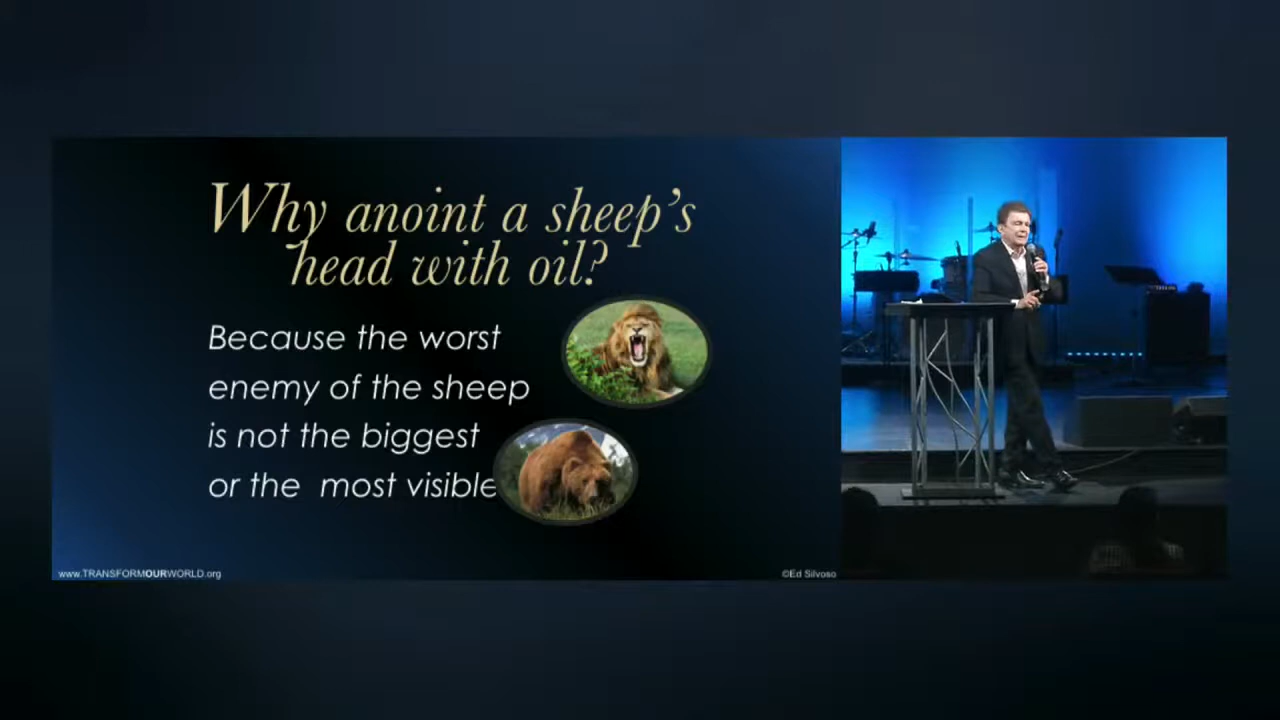 Why anoint a sheep's
head with oil?
Because the worst
enemy of the sheep
is not the biggest
or the most visible
www.TRANSFORMOURWORLD.org
©Ed Silvoso